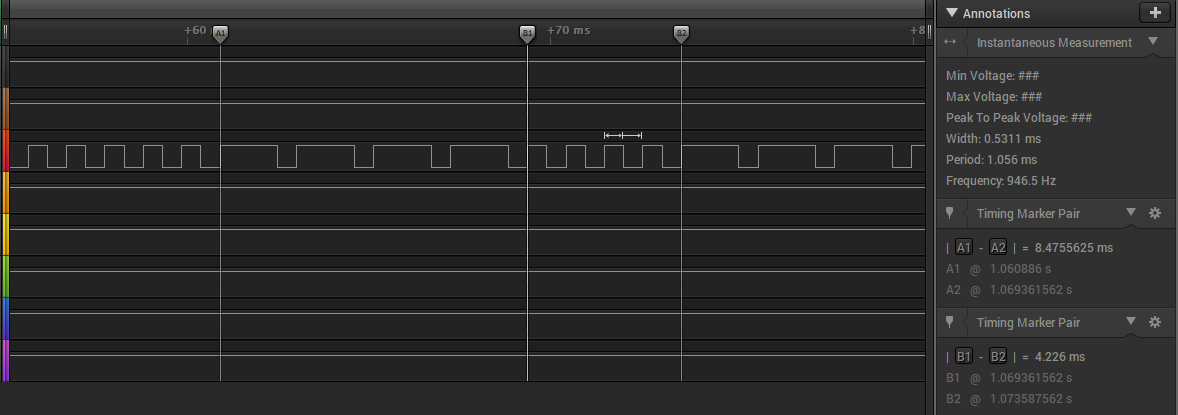 +60
A1
B1
+70 ms
B2
+8
Annotations
Instantaneous Measurement
Min Voltage: ###
Max Voltage: ###
Peak To Peak Voltage: ###
Width: 0.5311 ms
Period: 1.056 ms
Frequency: 946.5 Hz
Timing Marker Pair
| A1 - A2 | = 8.4755625 ms
A1 @ 1.060886 s
A2 @ 1.069361562 s
Timing Marker Pair
| B1 - B2 | = 4.226 ms
B1 @ 1.069361562 s
B2 @ 1.073587562 s